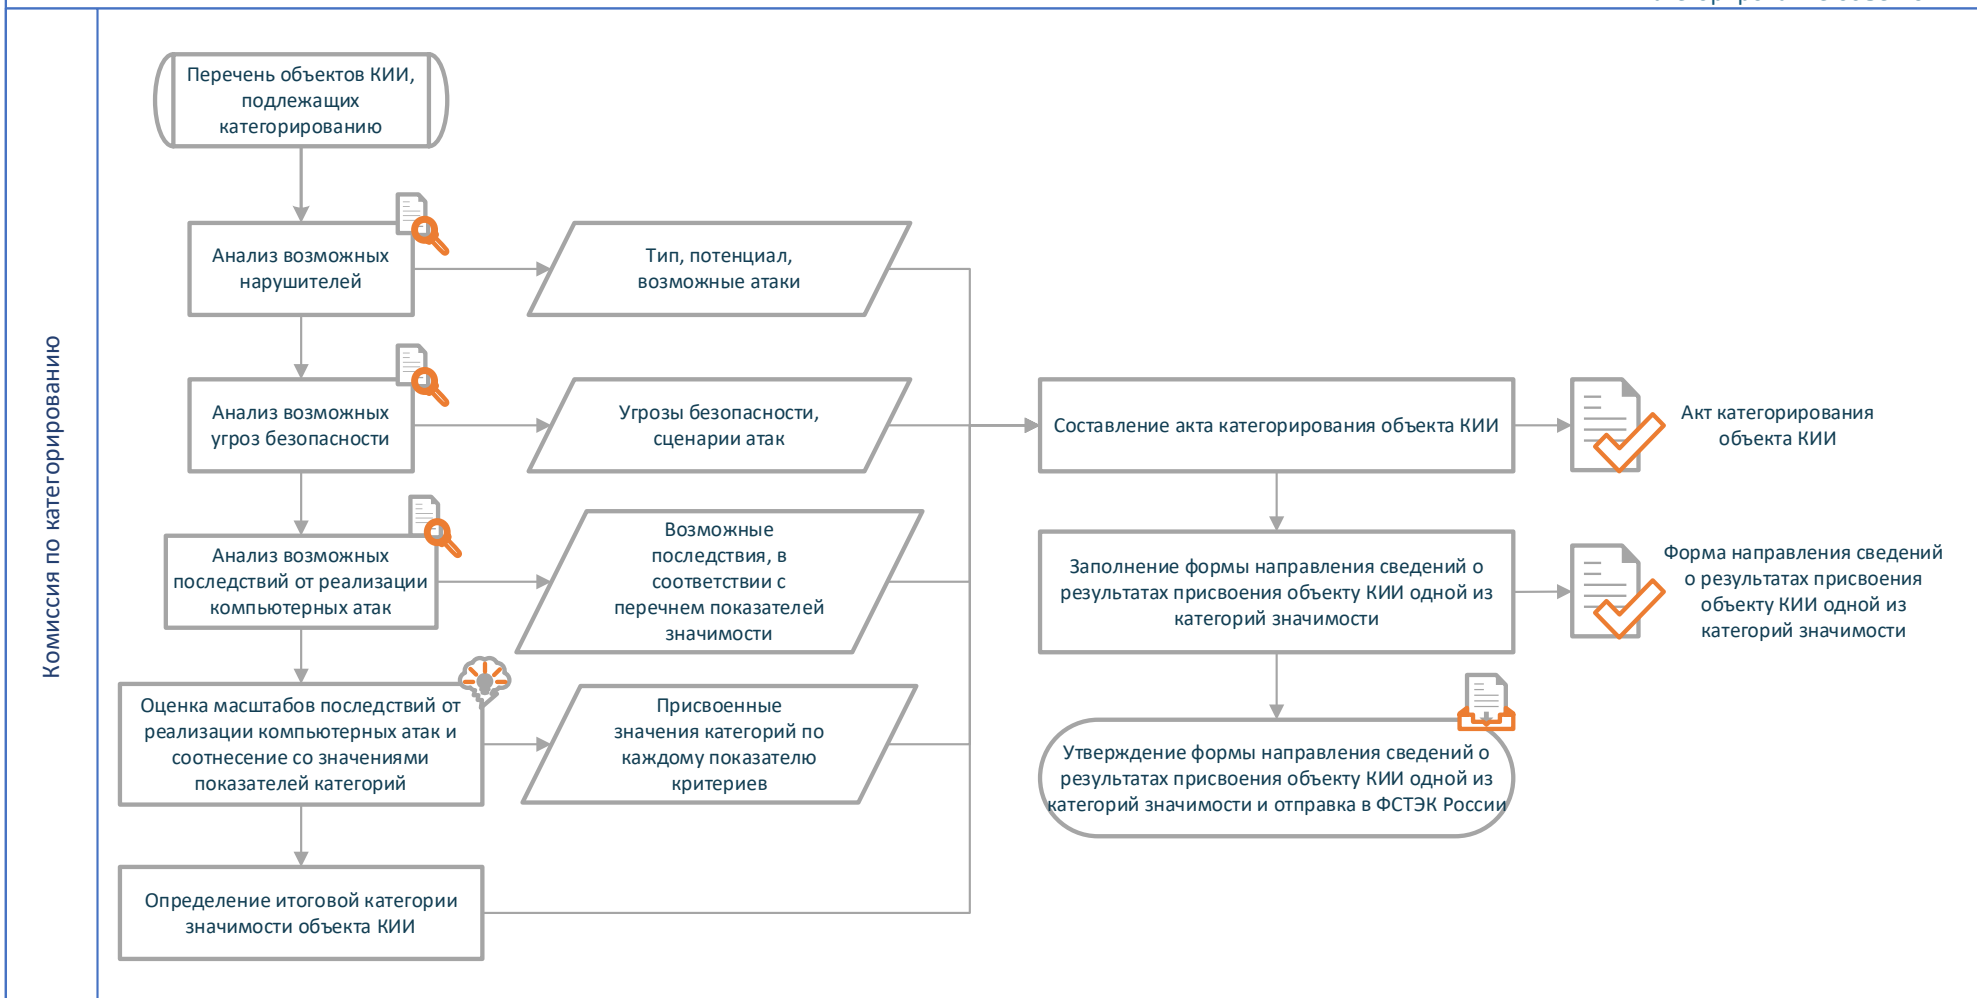 Комиссия по категорированию
Перечень объектов КИИ,
подлежащих
категорированию
Анализ возможных
нарушителей
Тип, потенциал,
возможные атаки
Анализ возможных
угроз безопасности
Угрозы безопасности,
сценарии атак
Анализ возможных
последствий от реализации
компьютерных атак
Возможные
последствия, в
соответствии с
перечнем показателей
значимости
Оценка масштабов последствий от
реализации компьютерных атак и
соотнесение со значениями
показателей категорий
Присвоенные
значения категорий по
каждому показателю
критериев
Определение итоговой категории
значимости объекта КИИ
Составление акта категорирования объекта КИИ
Акт категорирования
объекта КИИ
Заполнение формы направления сведений о
результатах присвоения объекту КИИ одной из
категорий значимости
Форма направления сведений
о результатах присвоения
объекту КИИ одной из
категорий значимости
Утверждение формы направления сведений о
результатах присвоения объекту КИИ одной из
категорий значимости и отправка в ФСТЭК России